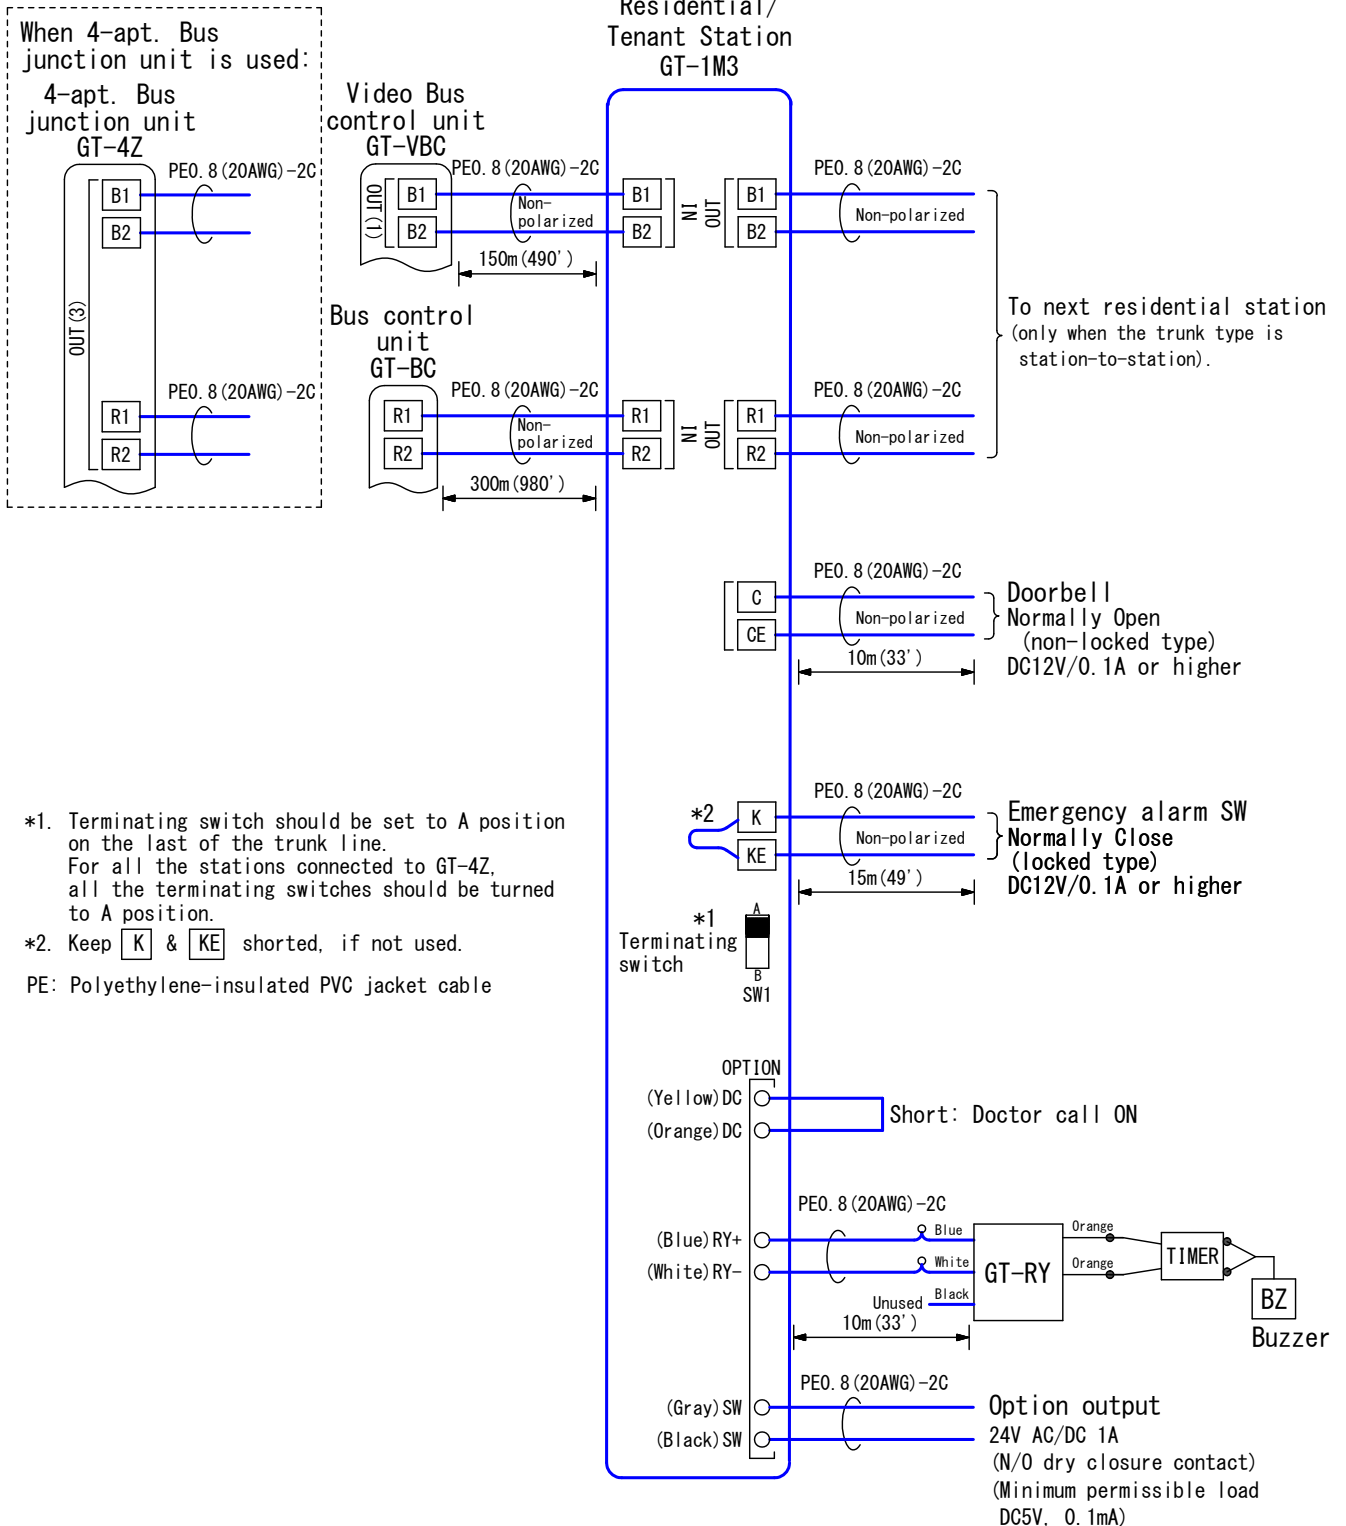 Residential/
Tenant Station
GT-1M3
When 4-apt. Bus
junction unit is used:
4-apt. Bus
junction unit
GT-4Z
PE0.8(20AWG)-2C
B1
B2
OUT(3)
PE0.8(20AWG)-2C
R1
R2
Video Bus
control unit
GT-VBC
PE0.8(20AWG)-2C
OUT(1)
B1
B2
Non-
polarized
150m(490')
Bus control
unit
GT-BC
PE0.8(20AWG)-2C
R1
R2
Non-
polarized
300m(980')
B1
B2
IN
OUT
B1
B2
PE0.8(20AWG)-2C
Non-polarized
R1
R2
IN
OUT
R1
R2
PE0.8(20AWG)-2C
Non-polarized
To next residential station
(only when the trunk type is
station-to-station).
C
CE
PE0.8(20AWG)-2C
Non-polarized
10m(33')
Doorbell
Normally Open
(non-locked type)
DC12V/0.1A or higher
*2
K
KE
PE0.8(20AWG)-2C
Non-polarized
15m(49')
Emergency alarm SW
Normally Close
(locked type)
DC12V/0.1A or higher
*1
Terminating
switch
A
B
SW1
*1. Terminating switch should be set to A position
on the last of the trunk line.
For all the stations connected to GT-4Z,
all the terminating switches should be turned
to A position.
*2. Keep K & KE shorted, if not used.
PE: Polyethylene-insulated PVC jacket cable
OPTION
(Yellow)DC
(Orange)DC
Short: Doctor call ON
PE0.8(20AWG)-2C
(Blue)RY+
(White)RY-
Blue
White
Black
Unused
10m(33')
GT-RY
Orange
Orange
TIMER
BZ
Buzzer
PE0.8(20AWG)-2C
(Gray)SW
(Black)SW
Option output
24V AC/DC 1A
(N/O dry closure contact)
(Minimum permissible load
DC5V, 0.1mA)